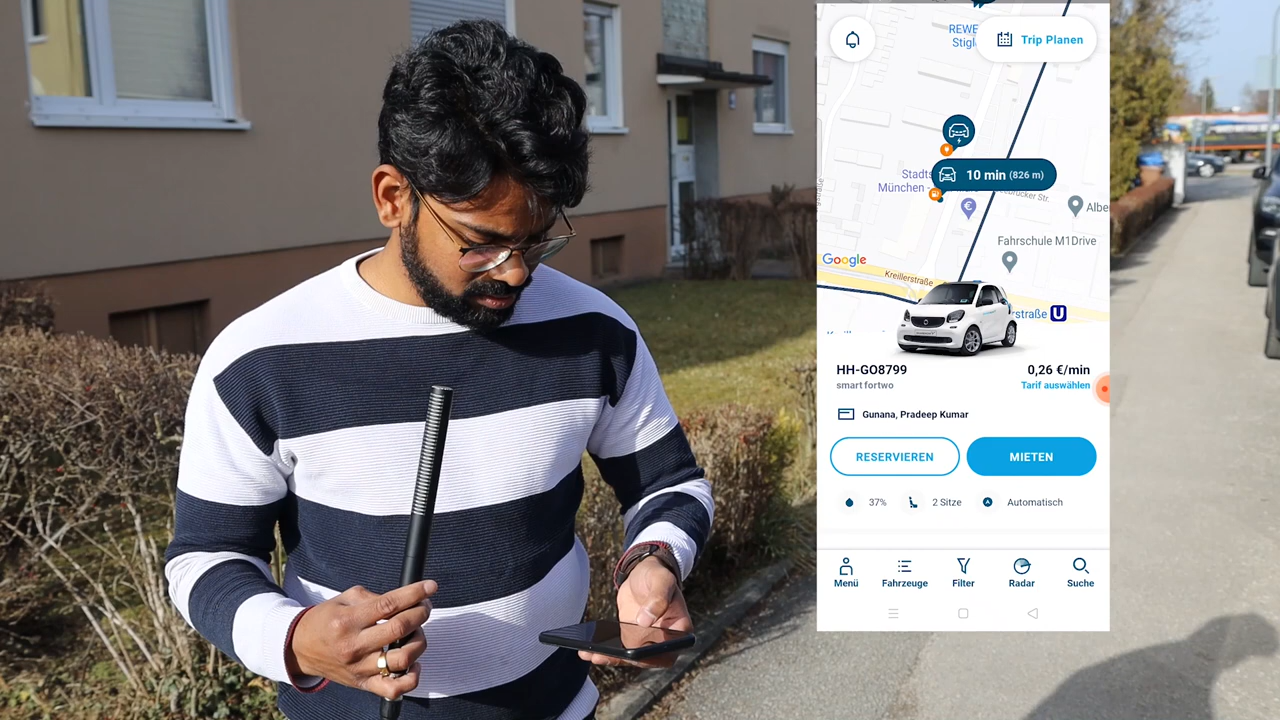 REWE
Stigl
Trip Planen
10 min (826 m)
Stadts
München -
Albe
Fahrschule M1Drive
Google
Kreillerstraße
rstraße U
HH-GO8799
0,26 €/min
smart fortwo
Tarif auswählen
Gunana, Pradeep Kumar
RESERVIEREN
MIETEN
37%
2 Sitze
Automatisch
Menü
Fahrzeuge
Filter
Radar
Suche